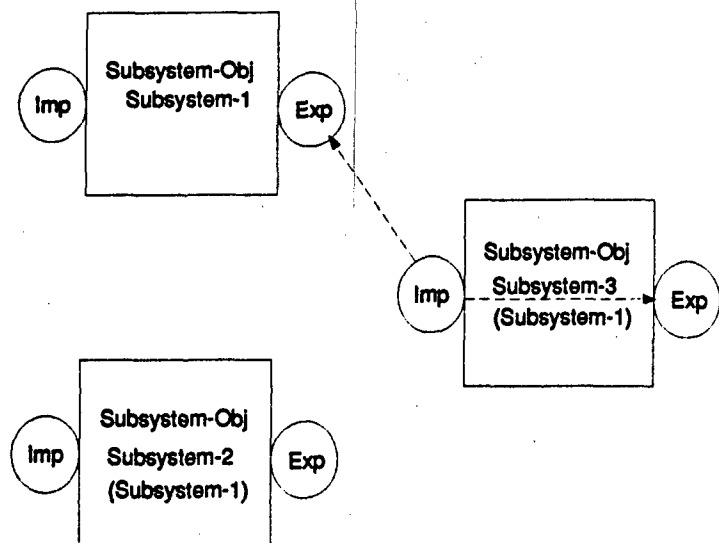 Subsystem-Obj
Subsystem-1
Imp
Exp
Subsystem-Obj
Subsystem-3
(Subsystem-1)
Imp
Exp
Subsystem-Obj
Subsystem-2
(Subsystem-1)
Imp
Exp